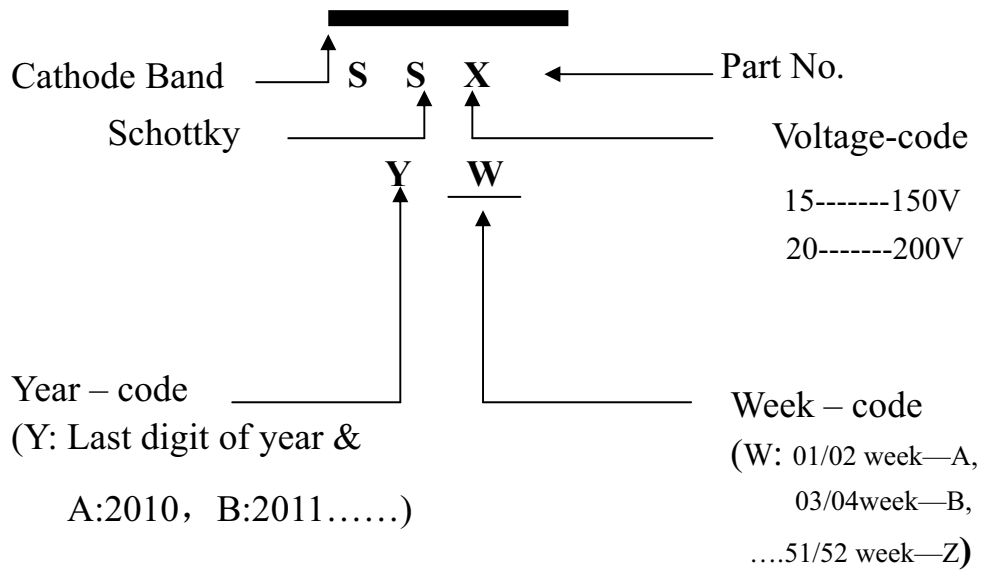 Cathode Band
S S X
Part No.
Schottky
Voltage-code
15-------150V
20-------200V
Y W
Year – code
(Y: Last digit of year &
A:2010，B:2011……)
Week – code
(W: 01/02 week—A,
03/04week—B,
….51/52 week—Z)